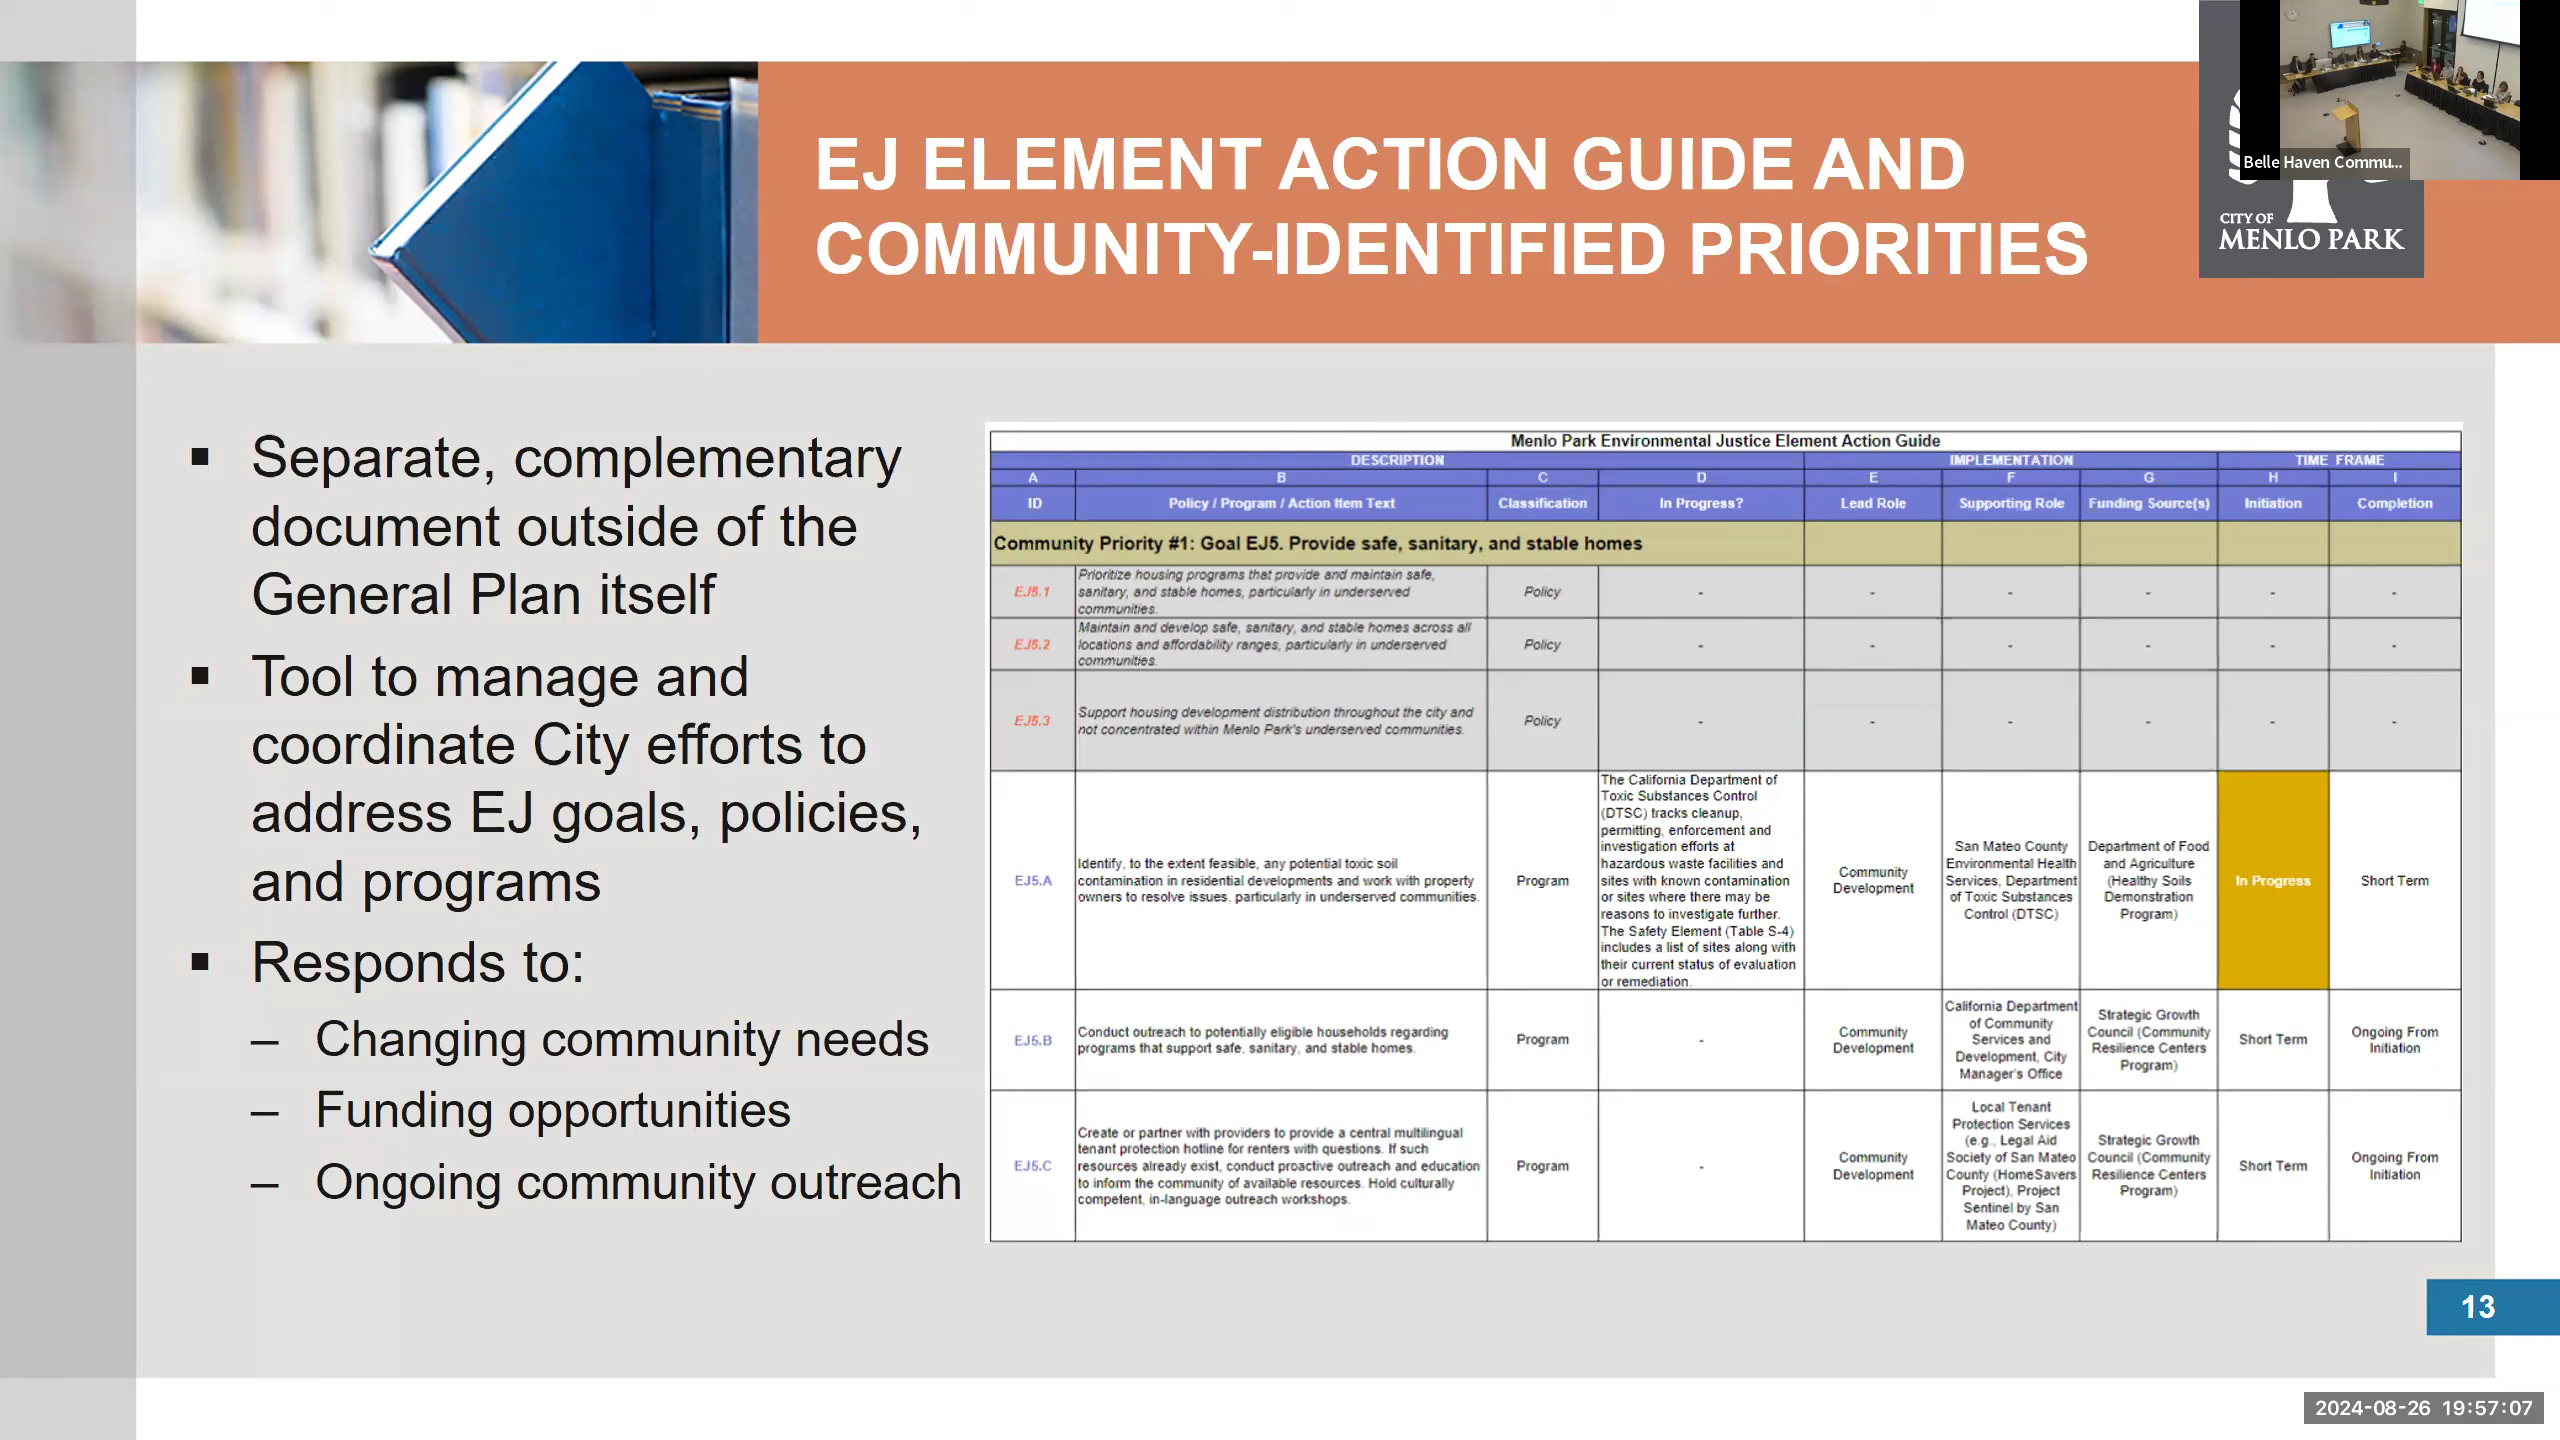 EJ ELEMENT ACTION GUIDE AND
COMMUNITY-IDENTIFIED PRIORITIES
Belle Haven Commu...
CITY OF
MENLO PARK
▪ Separate, complementary
document outside of the
General Plan itself
▪ Tool to manage and
coordinate City efforts to
address EJ goals, policies,
and programs
▪ Responds to:
– Changing community needs
– Funding opportunities
– Ongoing community outreach
Menlo Park Environmental Justice Element Action Guide
DESCRIPTION IMPLEMENTATION TIME FRAME
A B C D E F G H I
ID Policy / Program / Action Item Text Classification In Progress? Lead Role Supporting Role Funding Source(s) Initiation Completion
Community Priority #1: Goal EJ5. Provide safe, sanitary, and stable homes
EJ5.1
Prioritize housing programs that provide and maintain safe,
sanitary, and stable homes, particularly in underserved
communities.
Policy - - - - - -
EJ5.2
Maintain and develop safe, sanitary, and stable homes across all
locations and affordability ranges, particularly in underserved
communities.
Policy - - - - - -
EJ5.3
Support housing development distribution throughout the city and
not concentrated within Menlo Park's underserved communities.
Policy - - - - - -
EJ5.A
Identify, to the extent feasible, any potential toxic soil
contamination in residential developments and work with property
owners to resolve issues, particularly in underserved communities.
Program
The California Department of
Toxic Substances Control
(DTSC) tracks cleanup,
permitting, enforcement and
investigation efforts at
hazardous waste facilities and
sites with known contamination
or sites where there may be
reasons to investigate further.
The Safety Element (Table S-4)
includes a list of sites along with
their current status of evaluation
or remediation.
Community
Development
San Mateo County
Environmental Health
Services, Department
of Toxic Substances
Control (DTSC)
Department of Food
and Agriculture
(Healthy Soils
Demonstration
Program)
In Progress
Short Term
EJ5.B
Conduct outreach to potentially eligible households regarding
programs that support safe, sanitary, and stable homes.
Program
-
Community
Development
California Department
of Community
Services and
Development, City
Manager's Office
Strategic Growth
Council (Community
Resilience Centers
Program)
Short Term
Ongoing From
Initiation
EJ5.C
Create or partner with providers to provide a central multilingual
tenant protection hotline for renters with questions. If such
resources already exist, conduct proactive outreach and education
to inform the community of available resources. Hold culturally
competent, in-language outreach workshops.
Program
-
Community
Development
Local Tenant
Protection Services
(e.g., Legal Aid
Society of San Mateo
County (HomeSavers
Project), Project
Sentinel by San
Mateo County)
Strategic Growth
Council (Community
Resilience Centers
Program)
Short Term
Ongoing From
Initiation
13
2024-08-26 19:57:07